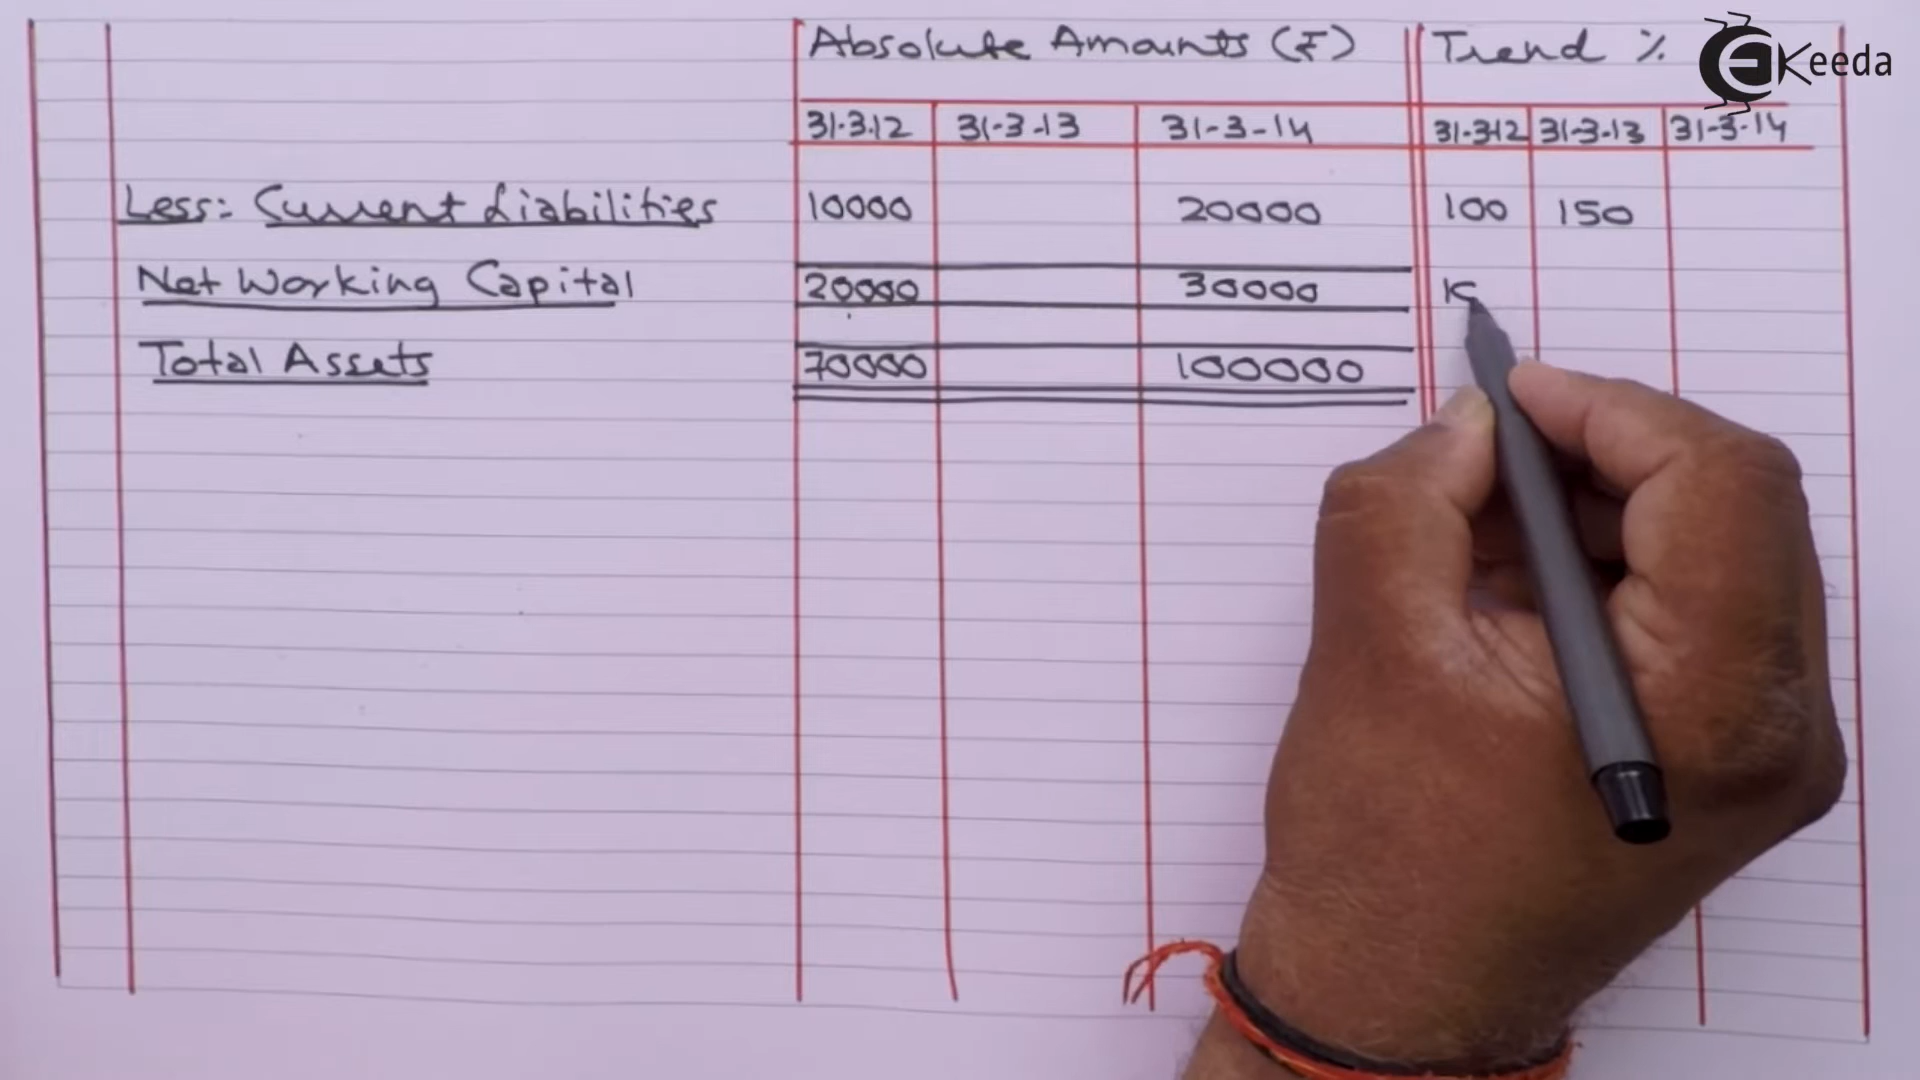 Absolute Amounts (₹) Trend %
Keeda
31.3.12 31-3-13 31-3-14 31-3-12 31-3-13 31-3-14
Less: Current Liabilities 10000 20000 100 150
Net Working Capital 20000 30000
Total Assets 70000 100000